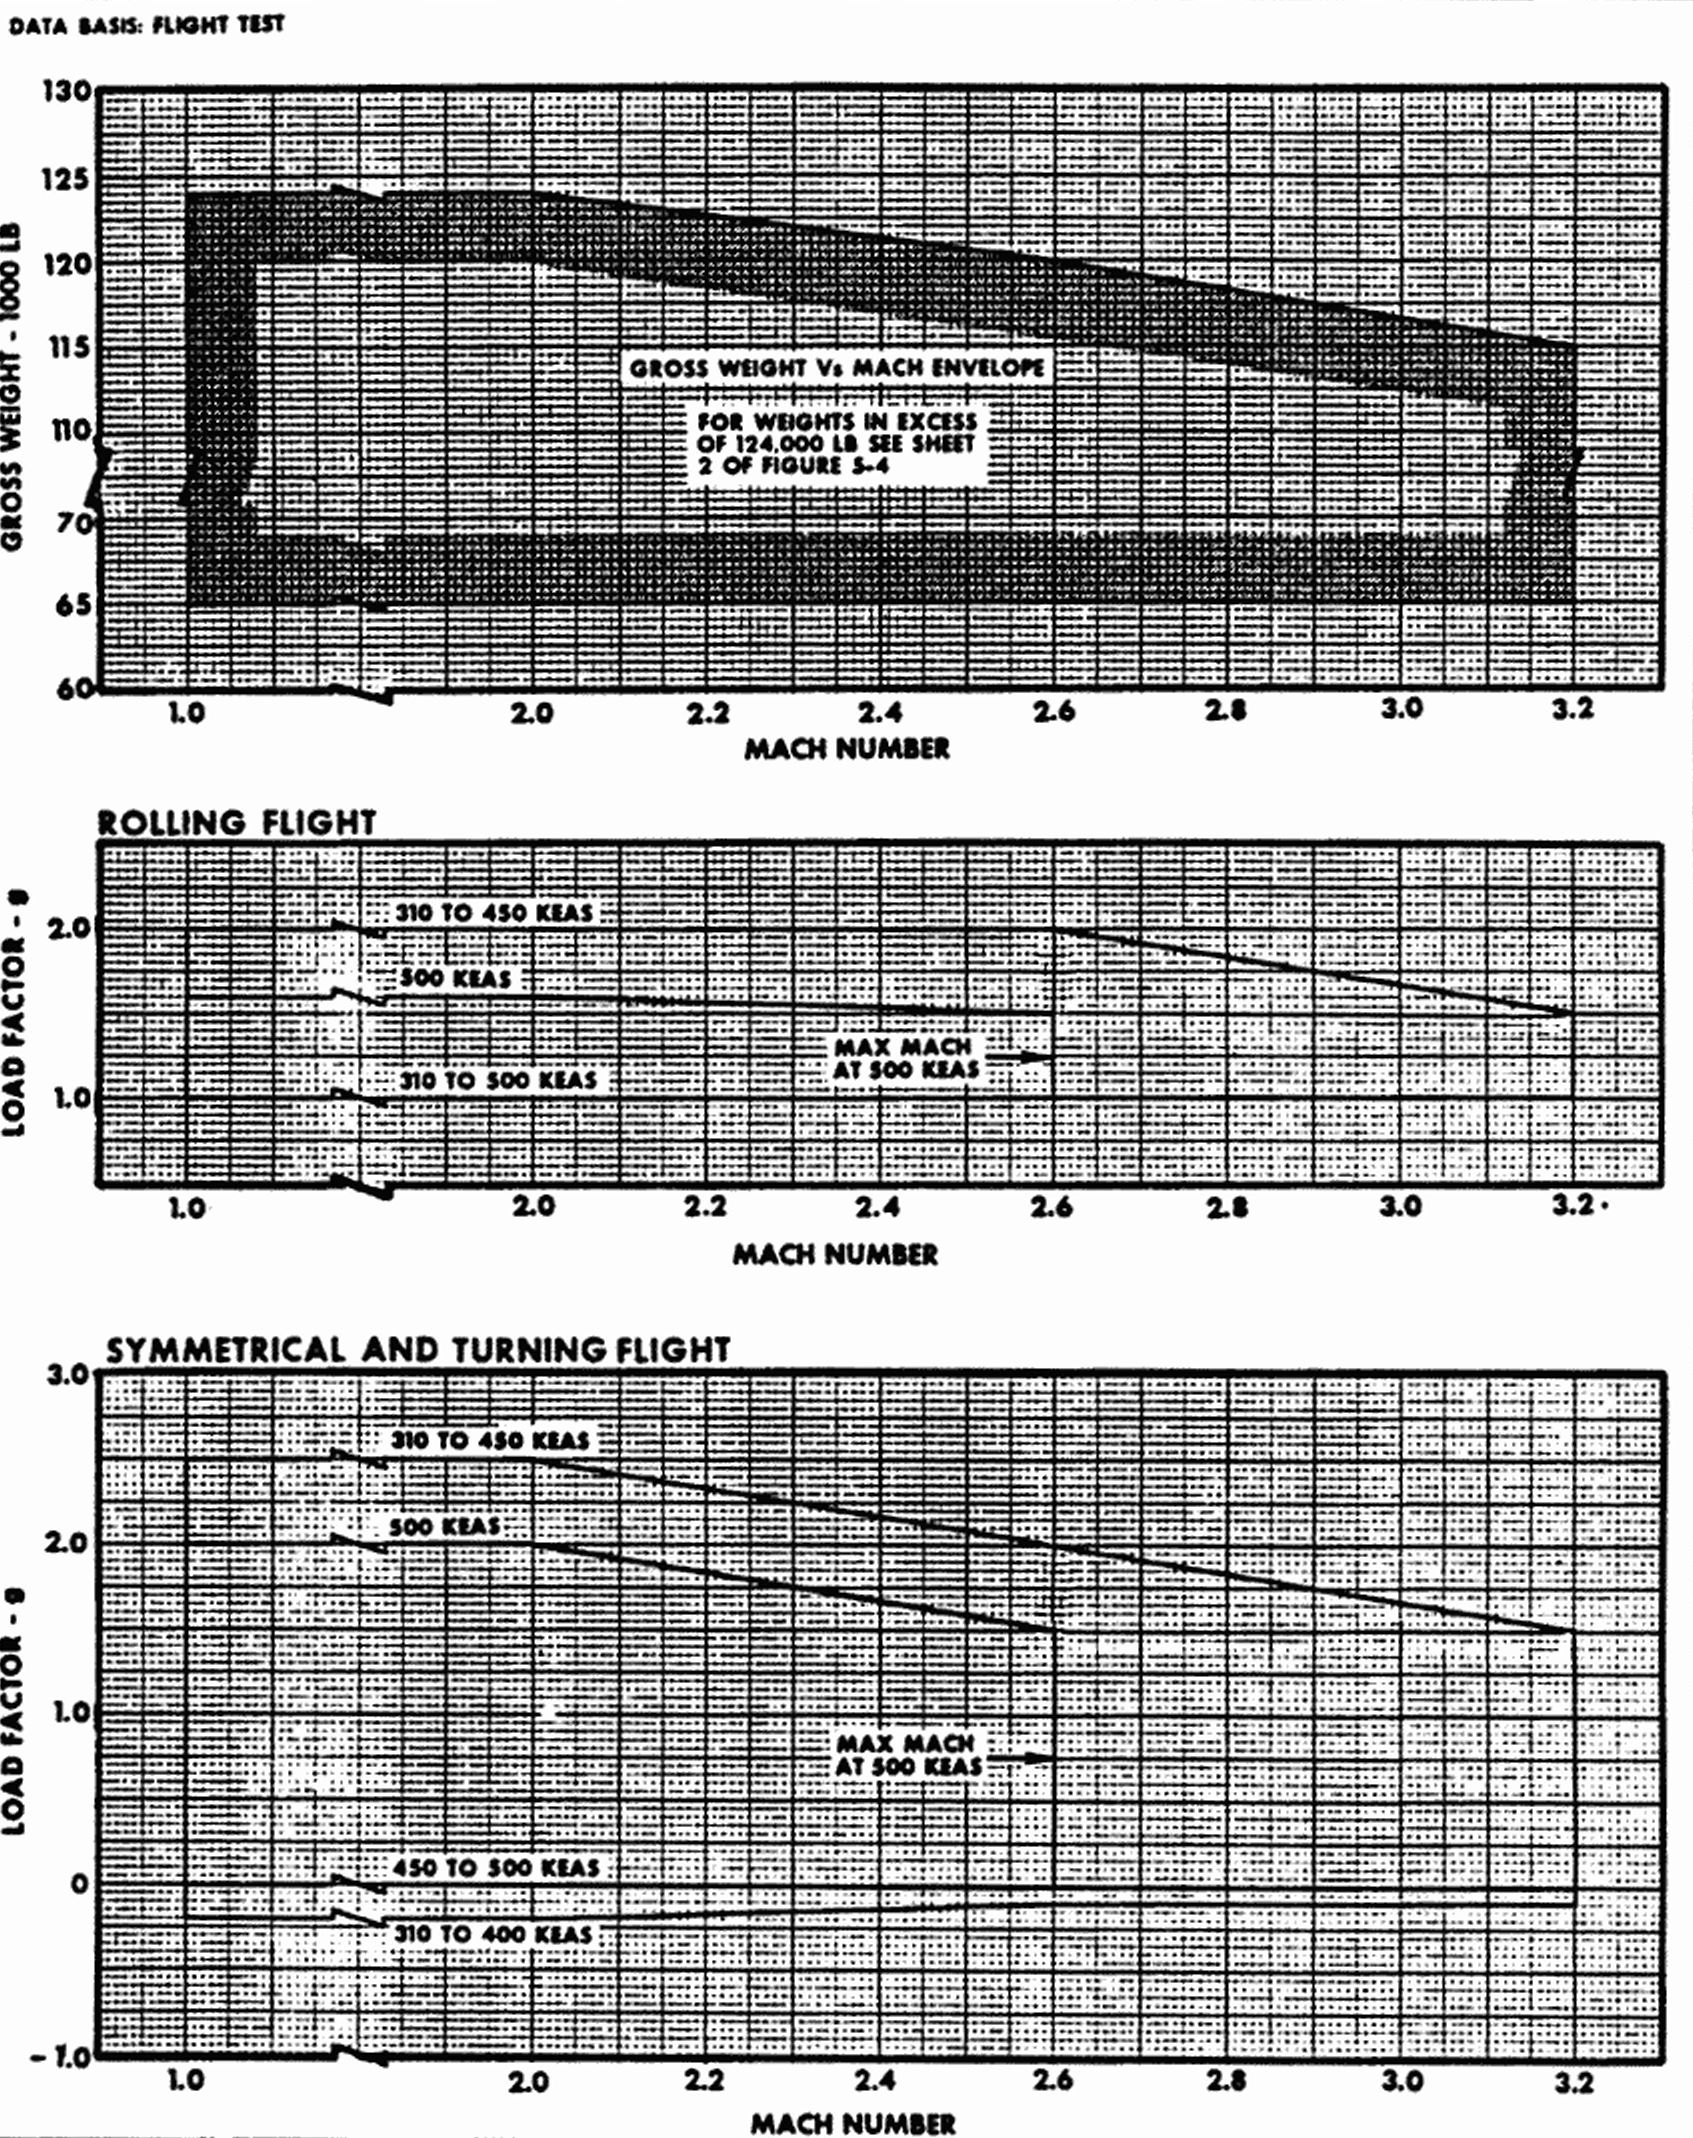 DATA BASIS: FLIGHT TEST
130
125
120
115
110
70
65
60
GROSS WEIGHT - 1000 LB
GROSS WEIGHT Vs MACH ENVELOPE
FOR WEIGHTS IN EXCESS
OF 124,000 LB SEE SHEET
2 OF FIGURE 5-4
1.0 2.0 2.2 2.4 2.6 2.8 3.0 3.2
MACH NUMBER
ROLLING FLIGHT
LOAD FACTOR - g
2.0
1.0
310 TO 450 KEAS
500 KEAS
MAX MACH
AT 500 KEAS
310 TO 500 KEAS
1.0 2.0 2.2 2.4 2.6 2.8 3.0 3.2
MACH NUMBER
SYMMETRICAL AND TURNING FLIGHT
LOAD FACTOR - g
3.0
2.0
1.0
0
- 1.0
310 TO 450 KEAS
500 KEAS
MAX MACH
AT 500 KEAS
450 TO 500 KEAS
310 TO 400 KEAS
1.0 2.0 2.2 2.4 2.6 2.8 3.0 3.2
MACH NUMBER